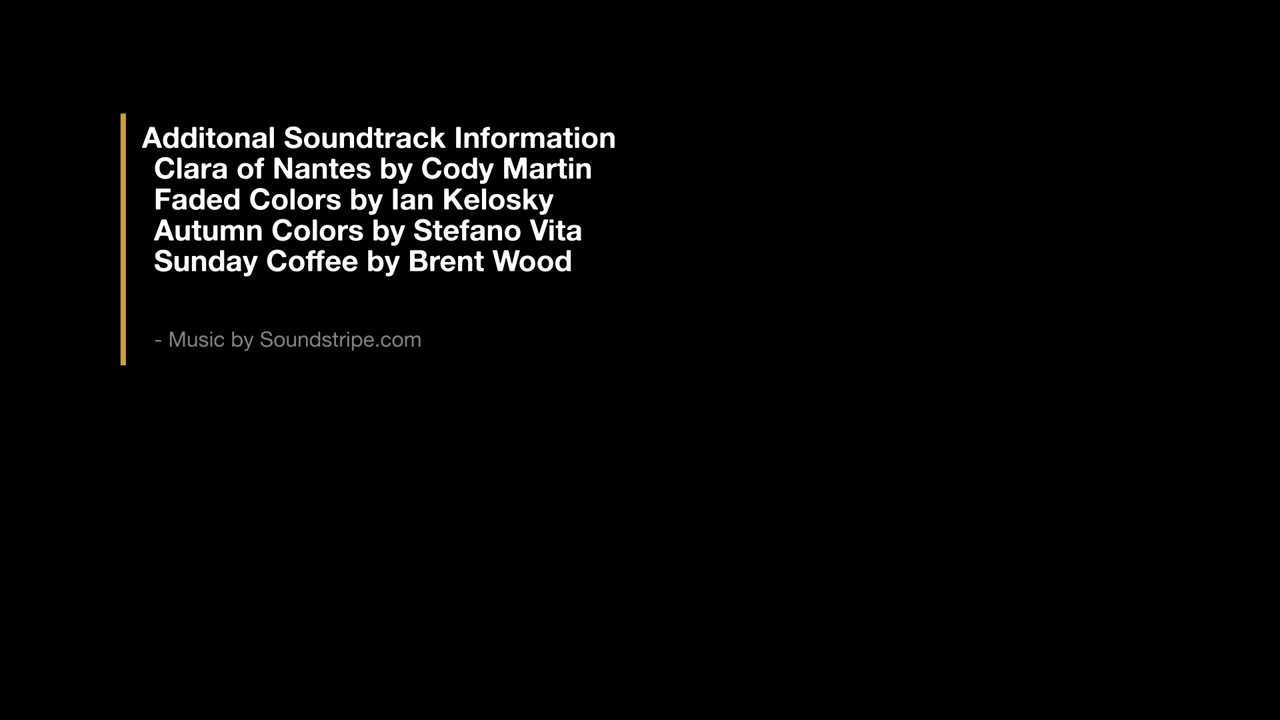 Additonal Soundtrack Information
Clara of Nantes by Cody Martin
Faded Colors by Ian Kelosky
Autumn Colors by Stefano Vita
Sunday Coffee by Brent Wood
- Music by Soundstripe.com